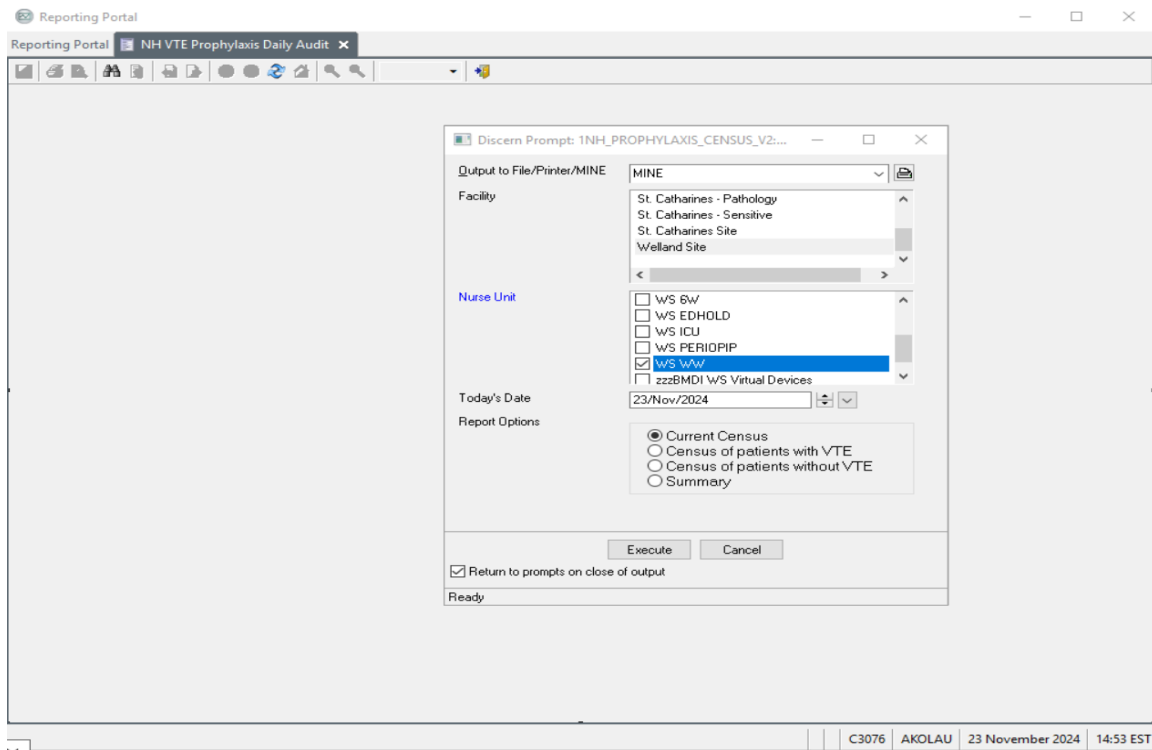 Reporting Portal
Reporting Portal NH VTE Prophylaxis Daily Audit
Discern Prompt: 1NH_PROPHYLAXIS_CENSUS_V2:...
Output to File/Printer/MINE MINE
Facility St. Catharines - Pathology
St. Catharines - Sensitive
St. Catharines Site
Welland Site
Nurse Unit WS 6W
WS EDHOLD
WS ICU
WS PERIOPIP
WS WW
zzzBMDI WS Virtual Devices
Today's Date 23/Nov/2024
Report Options
Current Census
Census of patients with VTE
Census of patients without VTE
Summary
Execute Cancel
Return to prompts on close of output
Ready
C3076 AKOLAU 23 November 2024 14:53 EST